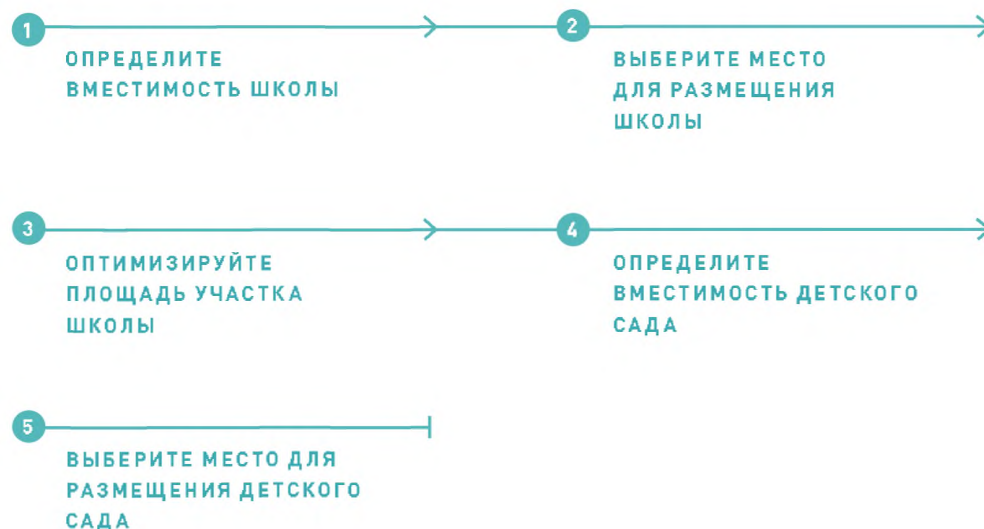 1
ОПРЕДЕЛИТЕ
ВМЕСТИМОСТЬ ШКОЛЫ
2
ВЫБЕРИТЕ МЕСТО
ДЛЯ РАЗМЕЩЕНИЯ
ШКОЛЫ
3
ОПТИМИЗИРУЙТЕ
ПЛОЩАДЬ УЧАСТКА
ШКОЛЫ
4
ОПРЕДЕЛИТЕ
ВМЕСТИМОСТЬ ДЕТСКОГО
САДА
5
ВЫБЕРИТЕ МЕСТО ДЛЯ
РАЗМЕЩЕНИЯ ДЕТСКОГО
САДА